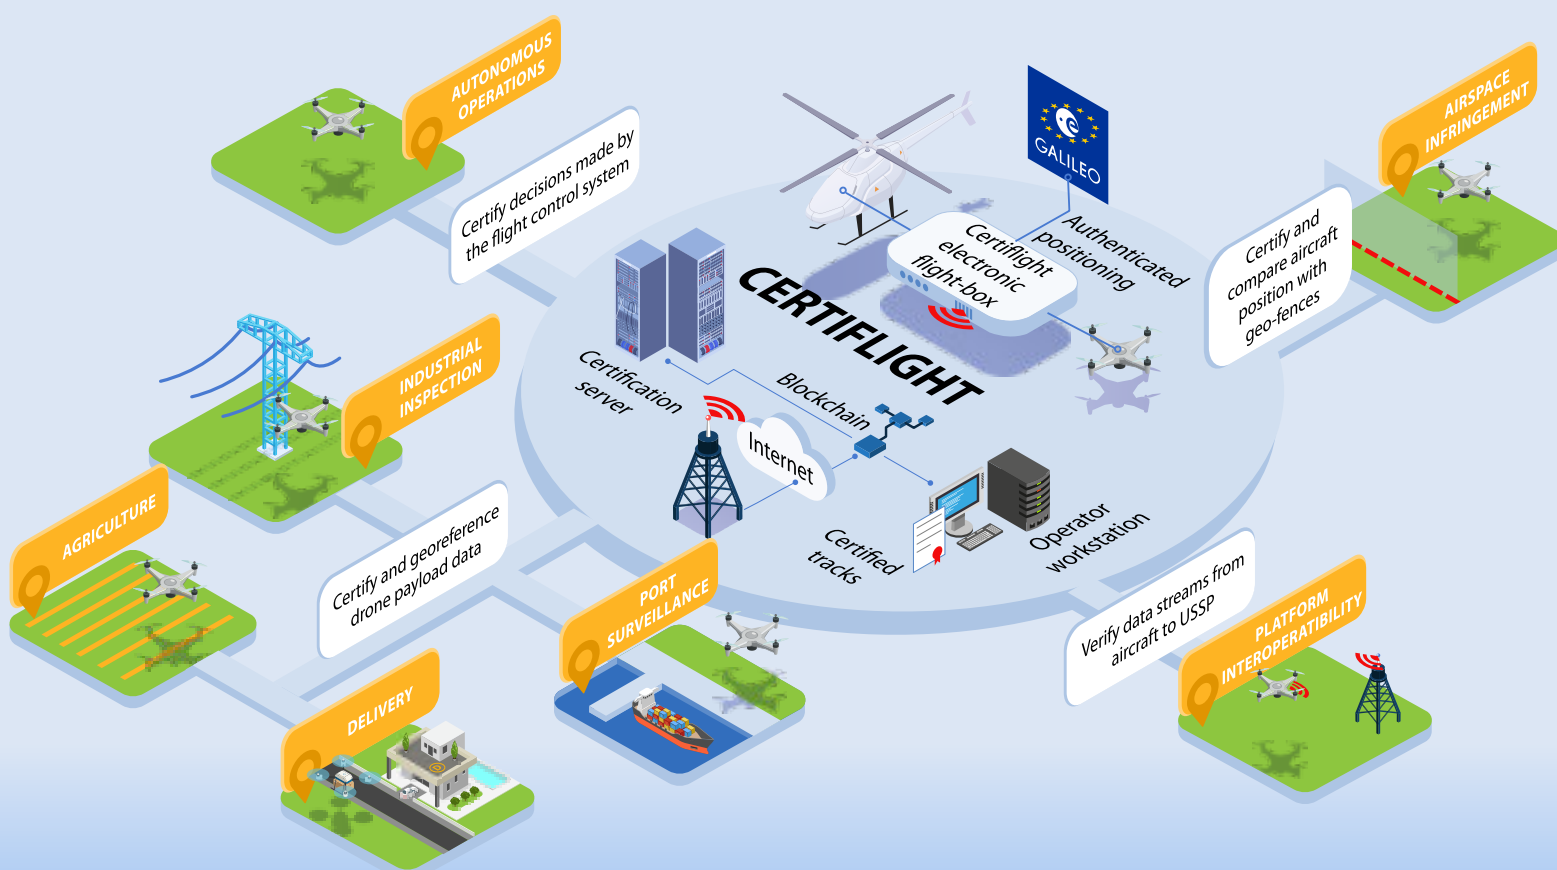 AUTONOMOUS
OPERATIONS
Certify decisions made by
the flight control system
GALILEO
Authenticated
positioning
Certiflight
electronic
flight-box
CERTIFLIGHT
AIRSPACE
INFRINGEMENT
Certify and
compare aircraft
position with
geo-fences
Certification
server
Blockchain
Internet
Certified
tracks
Operator
workstation
INDUSTRIAL
INSPECTION
AGRICULTURE
Certify and georeference
drone payload data
DELIVERY
PORT
SURVEILLANCE
Verify data streams from
aircraft to USSP
PLATFORM
INTEROPERATIBILITY